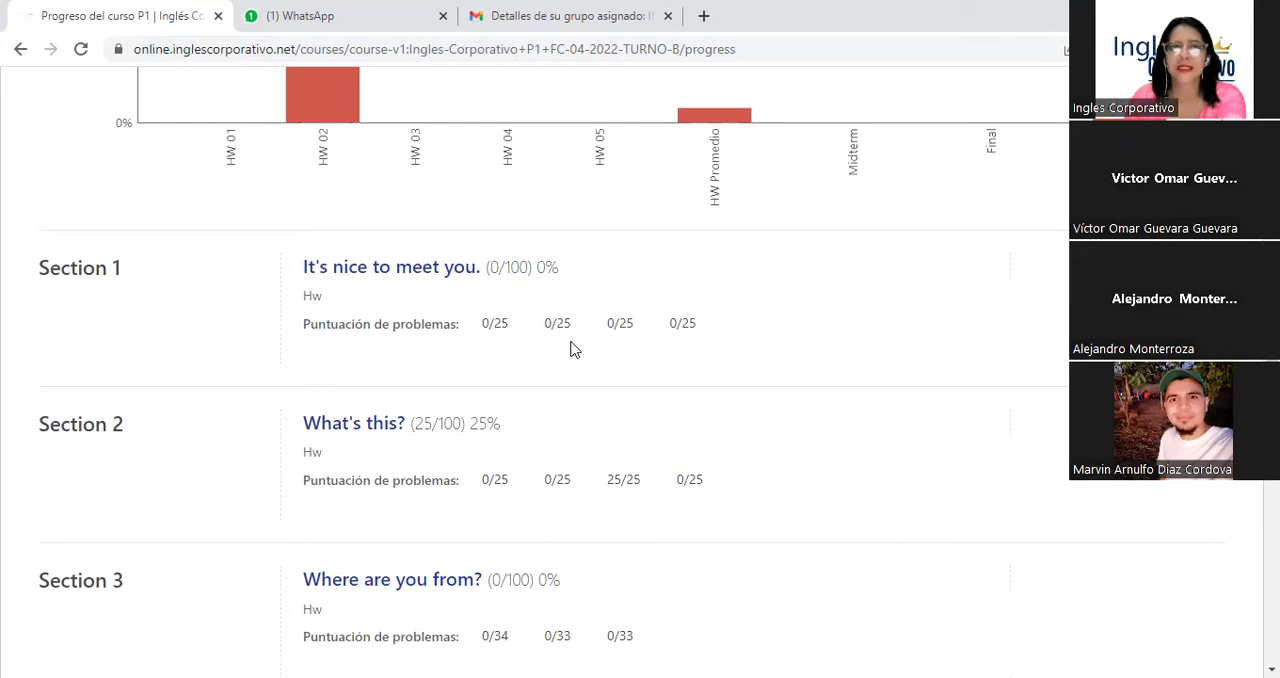 Progreso del curso P1 | Inglés Co
(1) WhatsApp
Detalles de su grupo asignado: I
online.inglescorporativo.net/courses/course-v1:Ingles-Corporativo+P1+FC-04-2022-TURNO-B/progress
0%
HW 01
HW 02
HW 03
HW 04
HW 05
HW Promedio
Midterm
Final
Section 1
It's nice to meet you. (0/100) 0%
Hw
Puntuación de problemas: 0/25 0/25 0/25 0/25
Section 2
What's this? (25/100) 25%
Hw
Puntuación de problemas: 0/25 0/25 25/25 0/25
Section 3
Where are you from? (0/100) 0%
Hw
Puntuación de problemas: 0/34 0/33 0/33
Ingles Corporativo
Víctor Omar Guev...
Víctor Omar Guevara Guevara
Alejandro Monter...
Alejandro Monterroza
Marvin Arnulfo Diaz Cordova